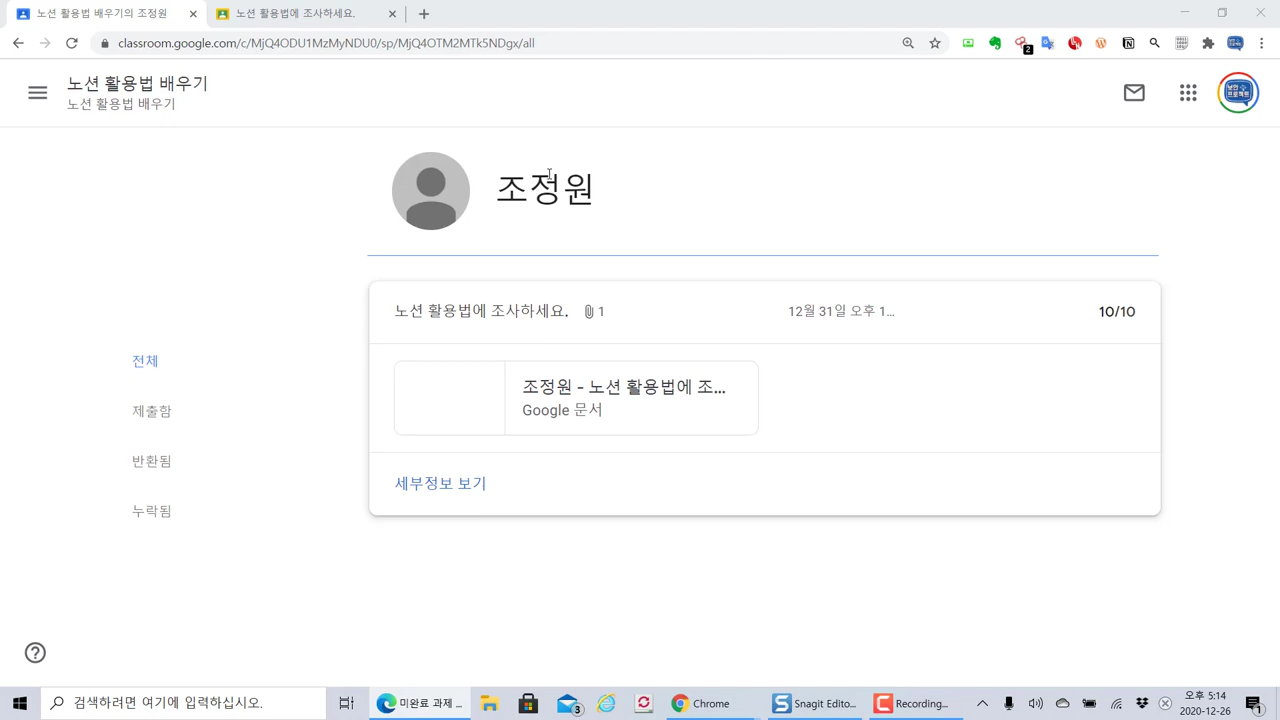 노션 활용법 배우기의 조정원
노션 활용법에 조사하세요.
classroom.google.com/c/MjQ4ODU1MzMyNDU0/sp/MjQ4OTM2MTk5NDgx/all
2
노션 활용법 배우기
노션 활용법 배우기
조정원
노션 활용법에 조사하세요. 1 12월 31일 오후 1... 10/10
전체
제출함
반환됨
누락됨
조정원 - 노션 활용법에 조...
Google 문서
세부정보 보기
검색하려면 여기에 입력하십시오.
미완료 과제 ...
3
Chrome
Snagit Edito...
Recording...
오후 5:14
2020-12-26
1